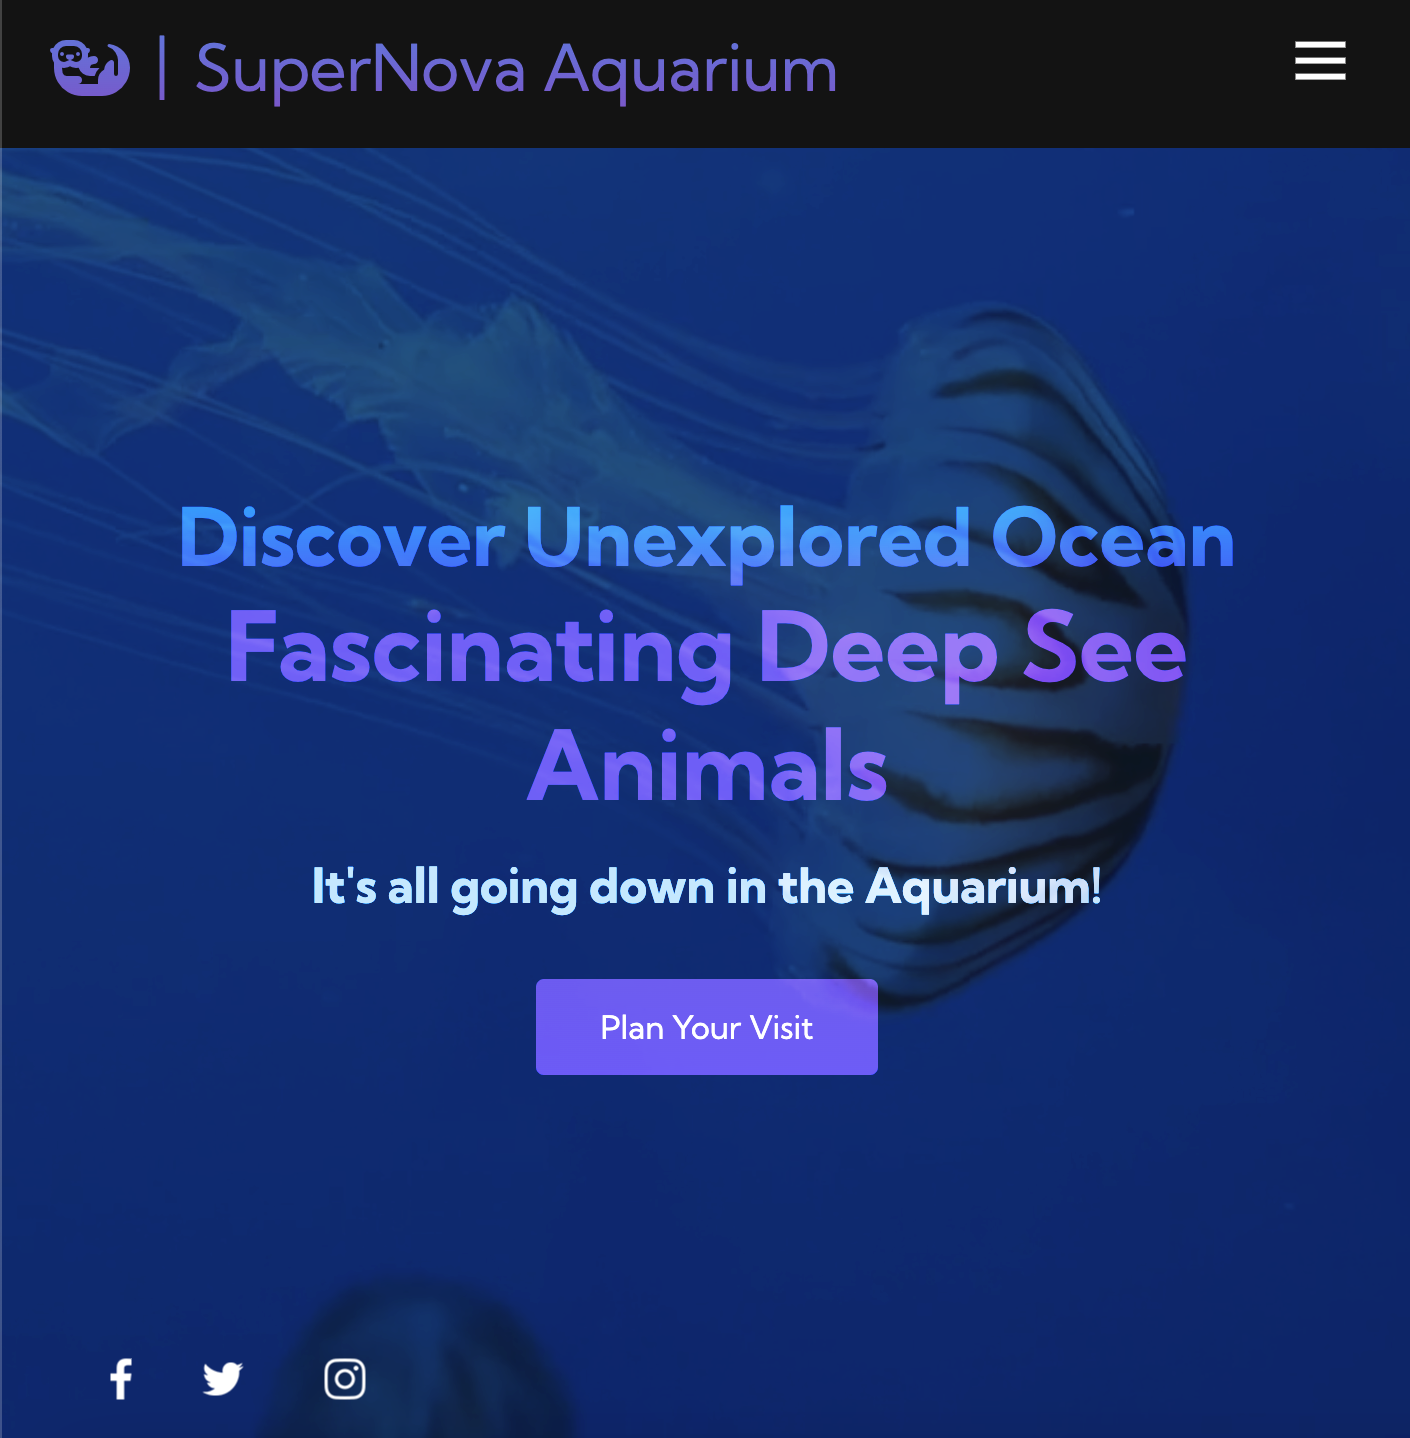 SuperNova Aquarium
Discover Unexplored Ocean
Fascinating Deep See
Animals
It's all going down in the Aquarium!
Plan Your Visit